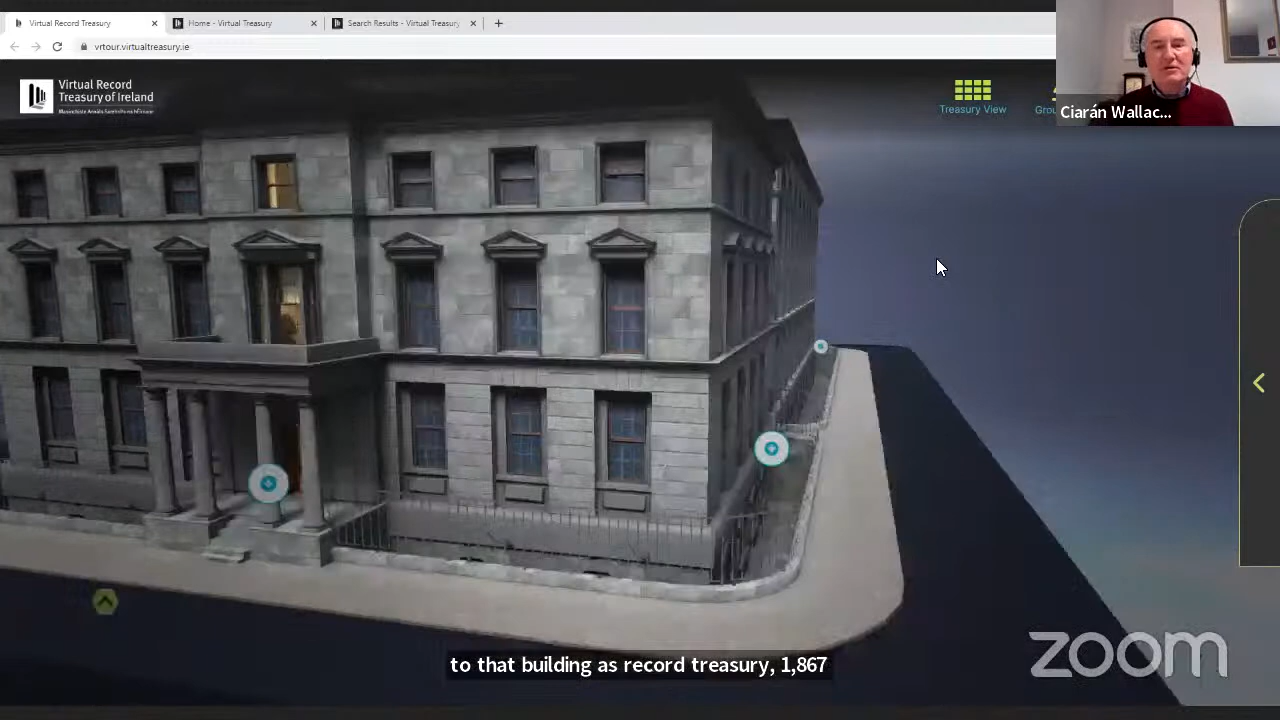 Virtual Record Treasury
Home - Virtual Treasury
Search Results - Virtual Treasury
vrtour.virtualtreasury.ie
Virtual Record
Treasury of Ireland
Treasury View
Grou
Ciarán Wallac...
to that building as record treasury, 1,867
zoom